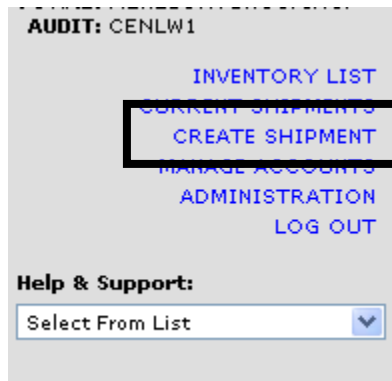 AUDIT: CENLW1
INVENTORY LIST
CURRENT SHIPMENTS
CREATE SHIPMENT
MANAGE ACCOUNTS
ADMINISTRATION
LOG OUT
Help & Support:
Select From List